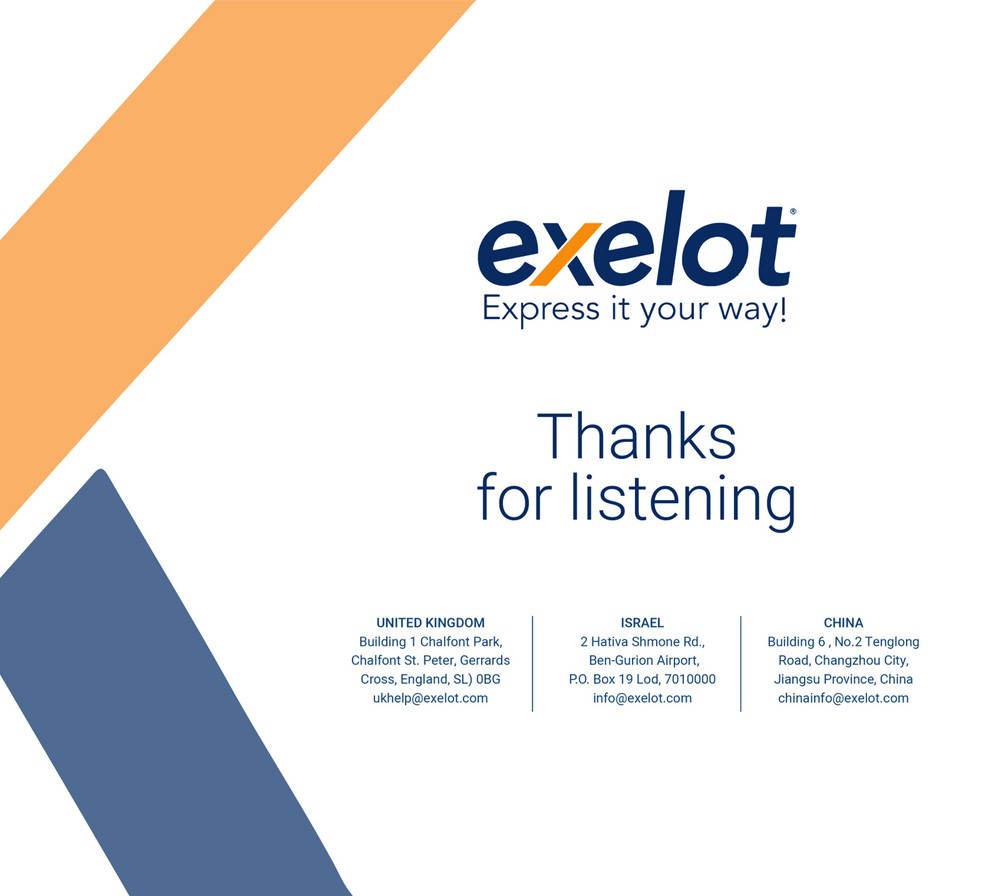 exelot®
Express it your way!
Thanks
for listening
UNITED KINGDOM
Building 1 Chalfont Park,
Chalfont St. Peter, Gerrards
Cross, England, SL) 0BG
ukhelp@exelot.com
ISRAEL
2 Hativa Shmone Rd.,
Ben-Gurion Airport,
P.O. Box 19 Lod, 7010000
info@exelot.com
CHINA
Building 6 , No.2 Tenglong
Road, Changzhou City,
Jiangsu Province, China
chinainfo@exelot.com